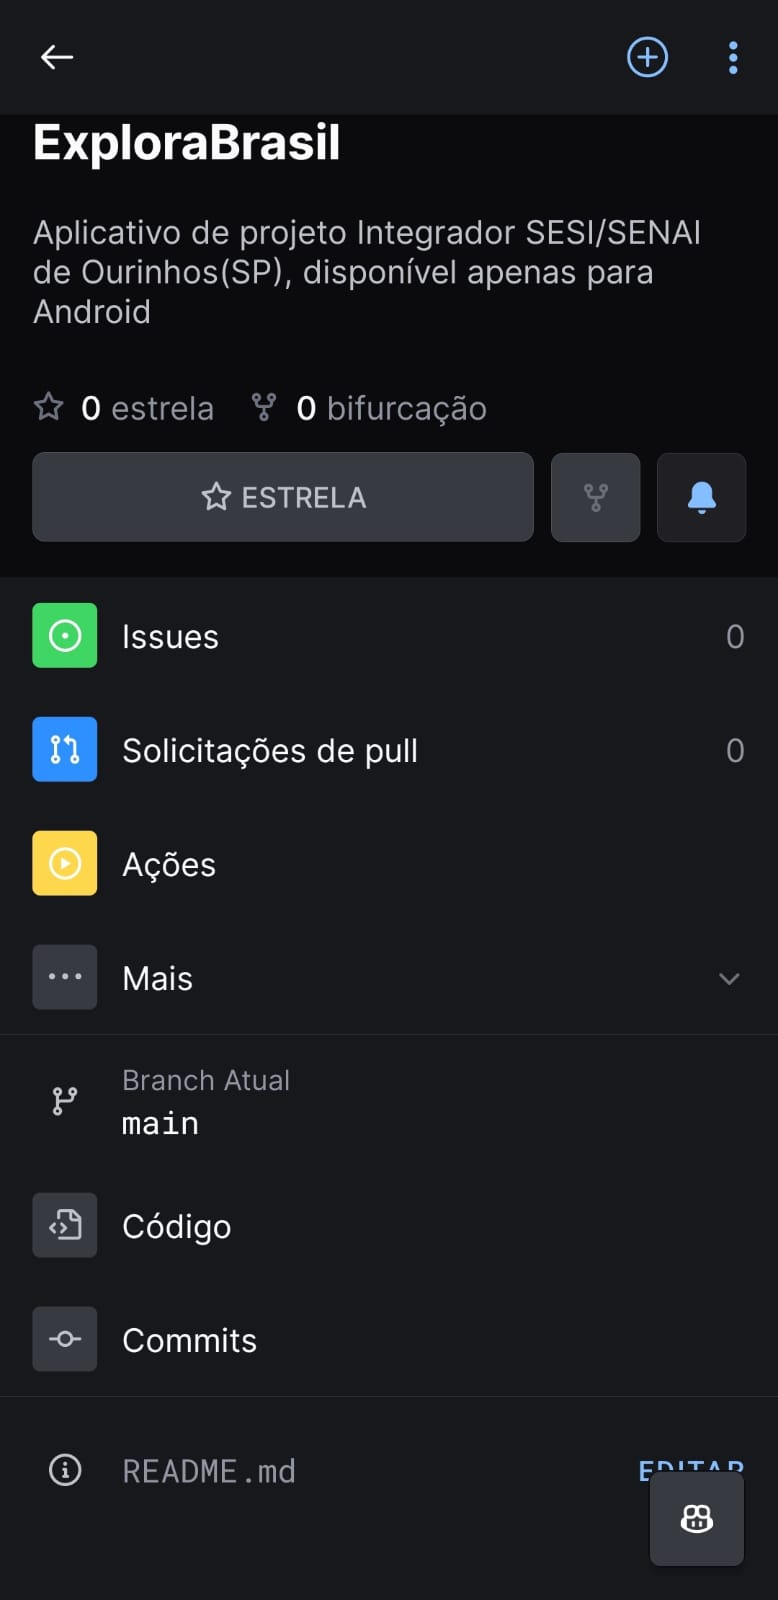 ExploraBrasil
Aplicativo de projeto Integrador SESI/SENAI
de Ourinhos(SP), disponível apenas para
Android
0 estrela 0 bifurcação
ESTRELA
Issues 0
Solicitações de pull 0
Ações
Mais
Branch Atual
main
Código
Commits
README.md EDITAR